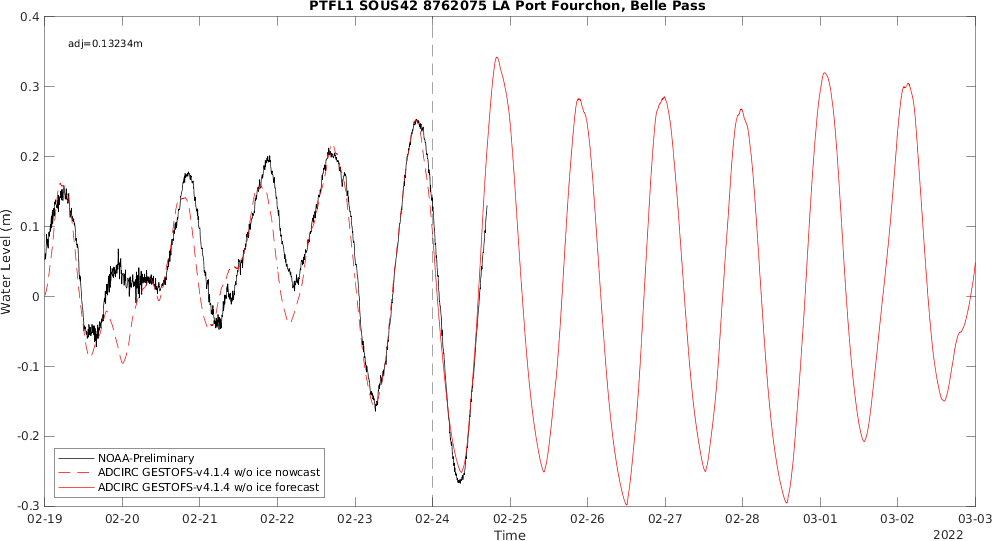 PTFL1 SOUS42 8762075 LA Port Fourchon, Belle Pass
adj=0.13234m
0.4
0.3
0.2
0.1
0
-0.1
-0.2
-0.3
Water Level (m)
NOAA-Preliminary
ADCIRC GESTOFS-v4.1.4 w/o ice nowcast
ADCIRC GESTOFS-v4.1.4 w/o ice forecast
02-19 02-20 02-21 02-22 02-23 02-24 02-25 02-26 02-27 02-28 03-01 03-02 03-03
Time
2022